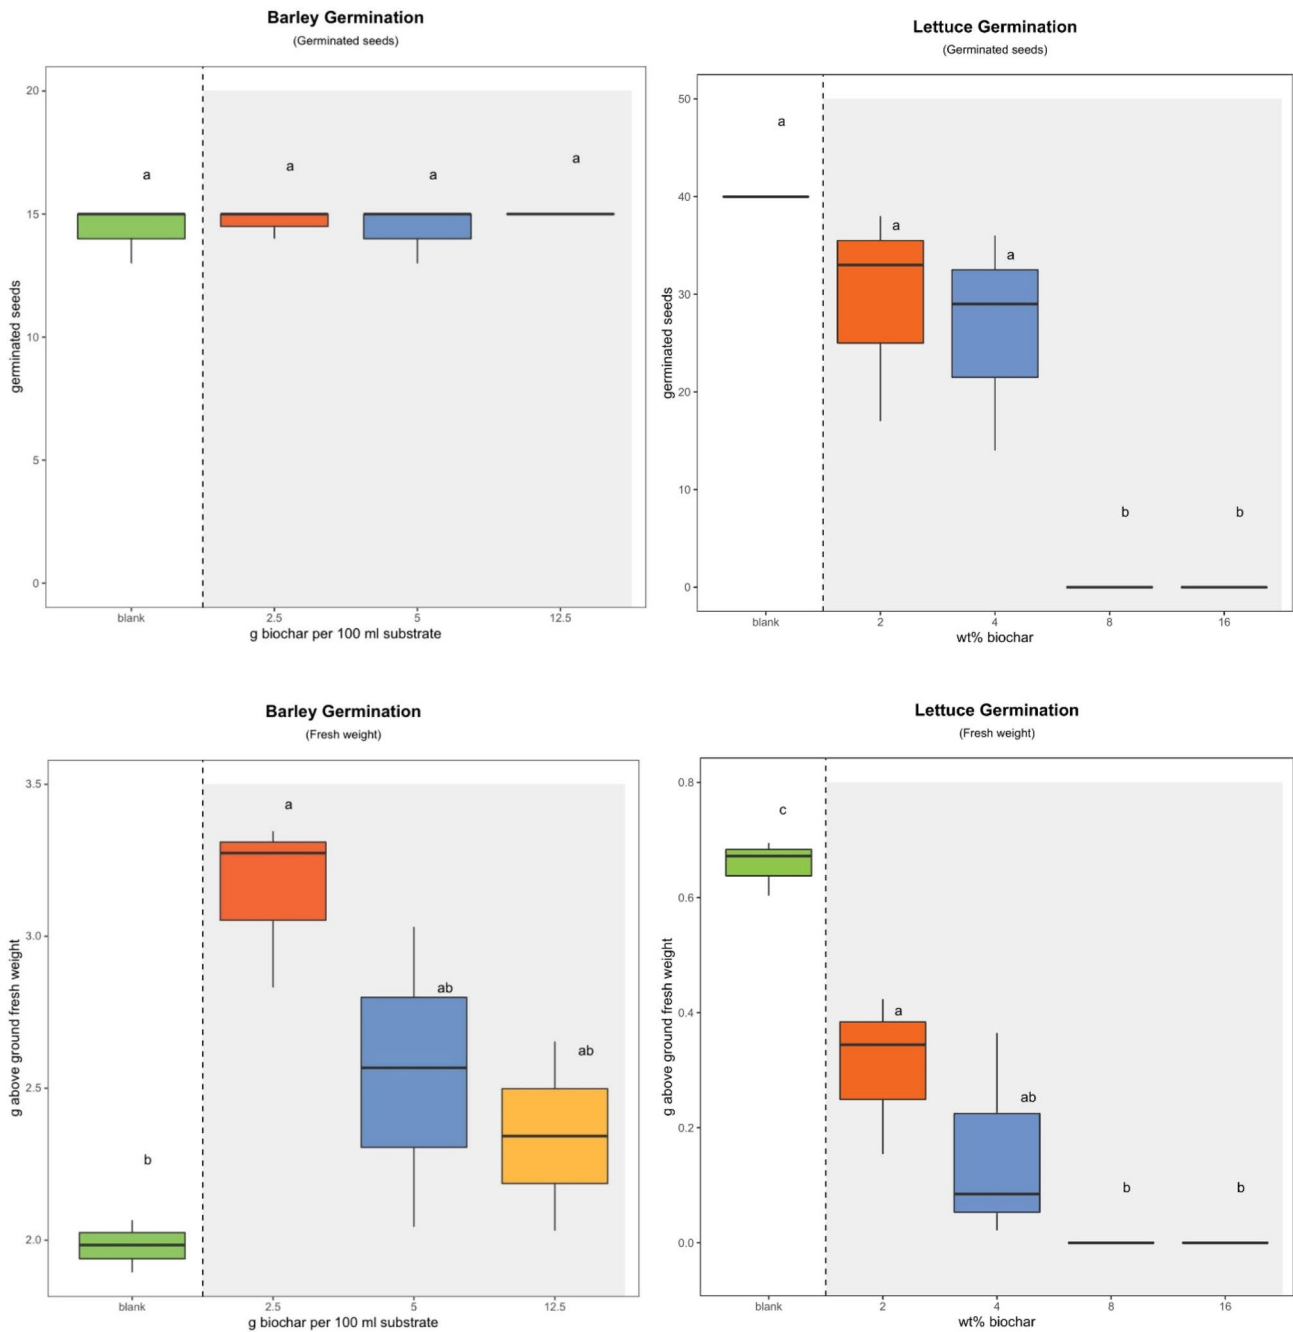 Barley Germination
(Germinated seeds)
20
15
10
5
0
germinated seeds
a
a
a
a
blank
2.5
5
12.5
g biochar per 100 ml substrate
Lettuce Germination
(Germinated seeds)
50
40
30
20
10
0
germinated seeds
a
a
a
b
b
blank
2
4
8
16
wt% biochar
Barley Germination
(Fresh weight)
3.5
3.0
2.5
2.0
g above ground fresh weight
b
a
ab
ab
blank
2.5
5
12.5
g biochar per 100 ml substrate
Lettuce Germination
(Fresh weight)
0.8
0.6
0.4
0.2
0.0
g above ground fresh weight
c
a
ab
b
b
blank
2
4
8
16
wt% biochar